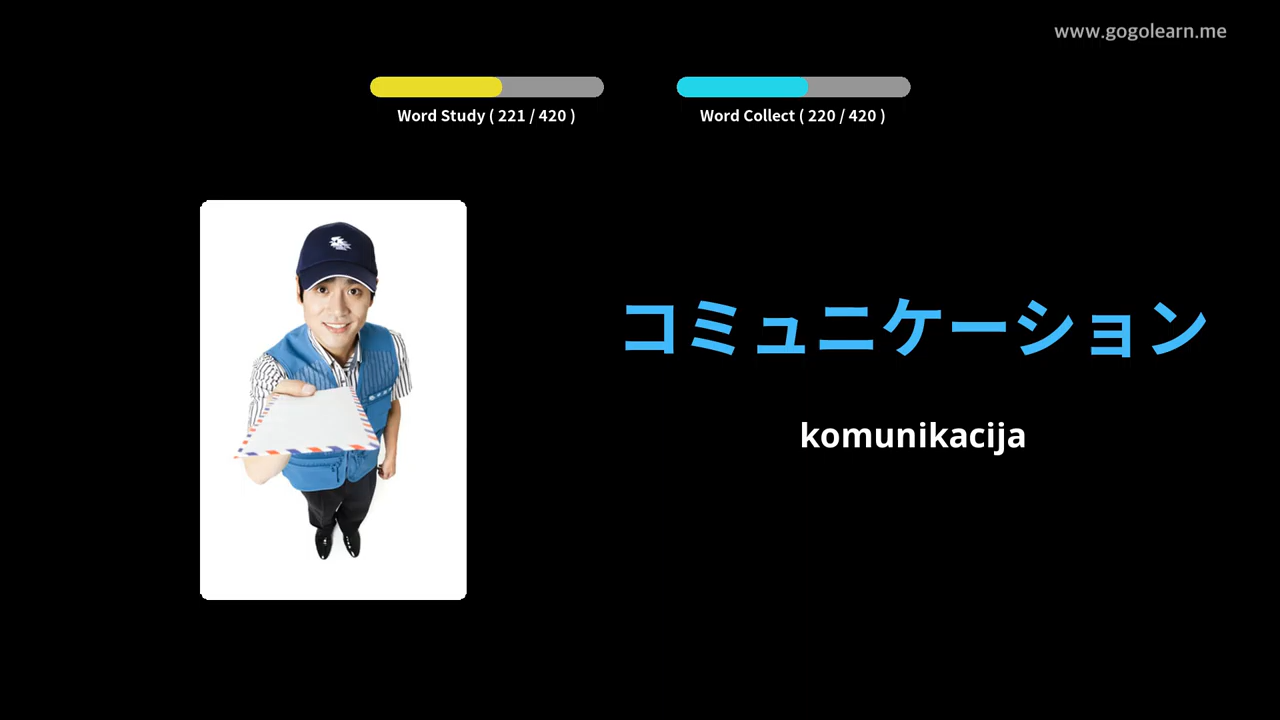 www.gogolearn.me
Word Study ( 221 / 420 )
Word Collect ( 220 / 420 )
コミュニケーション
komunikacija